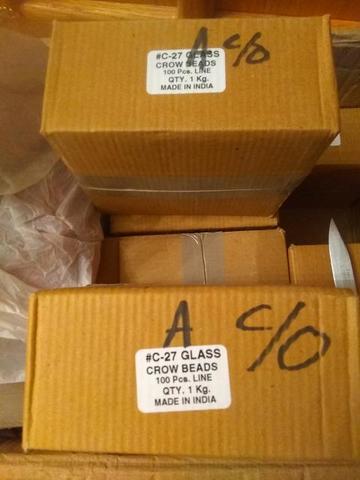 A c/o
#C-27 GLASS
CROW BEADS
100 Pcs. LINE
QTY. 1 Kg.
MADE IN INDIA
A c/o
#C-27 GLASS
CROW BEADS
100 Pcs. LINE
QTY. 1 Kg.
MADE IN INDIA